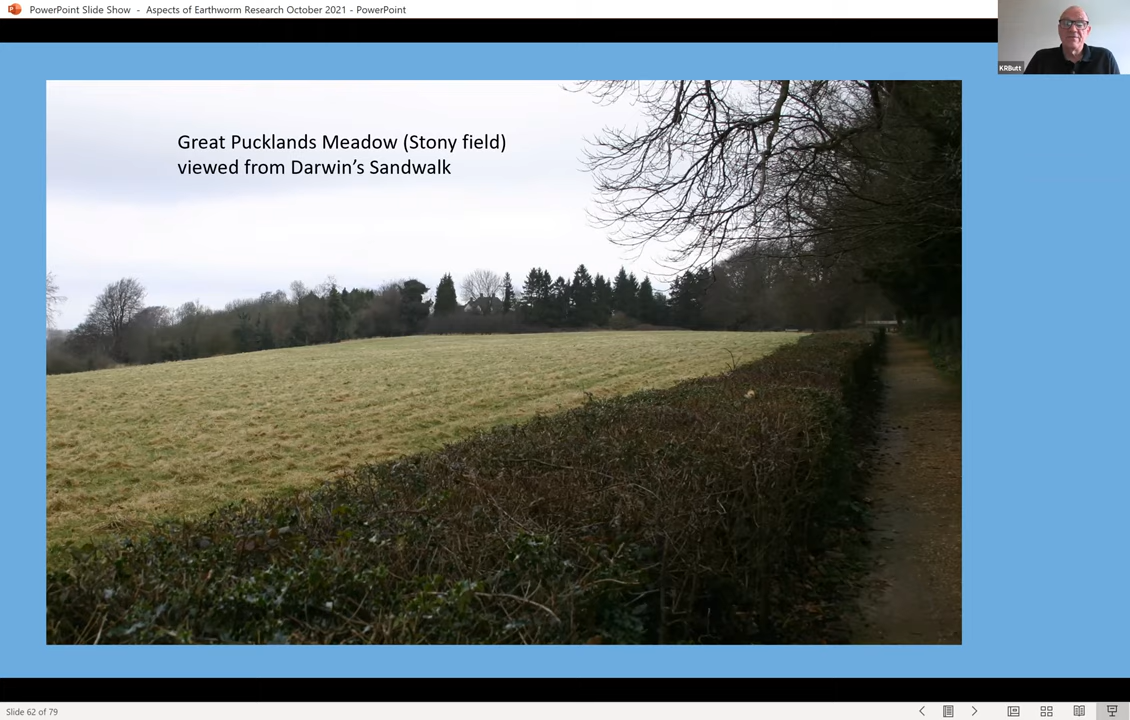 PowerPoint Slide Show - Aspects of Earthworm Research October 2021 - PowerPoint
KRButt
Great Pucklands Meadow (Stony field)
viewed from Darwin’s Sandwalk
Slide 62 of 79